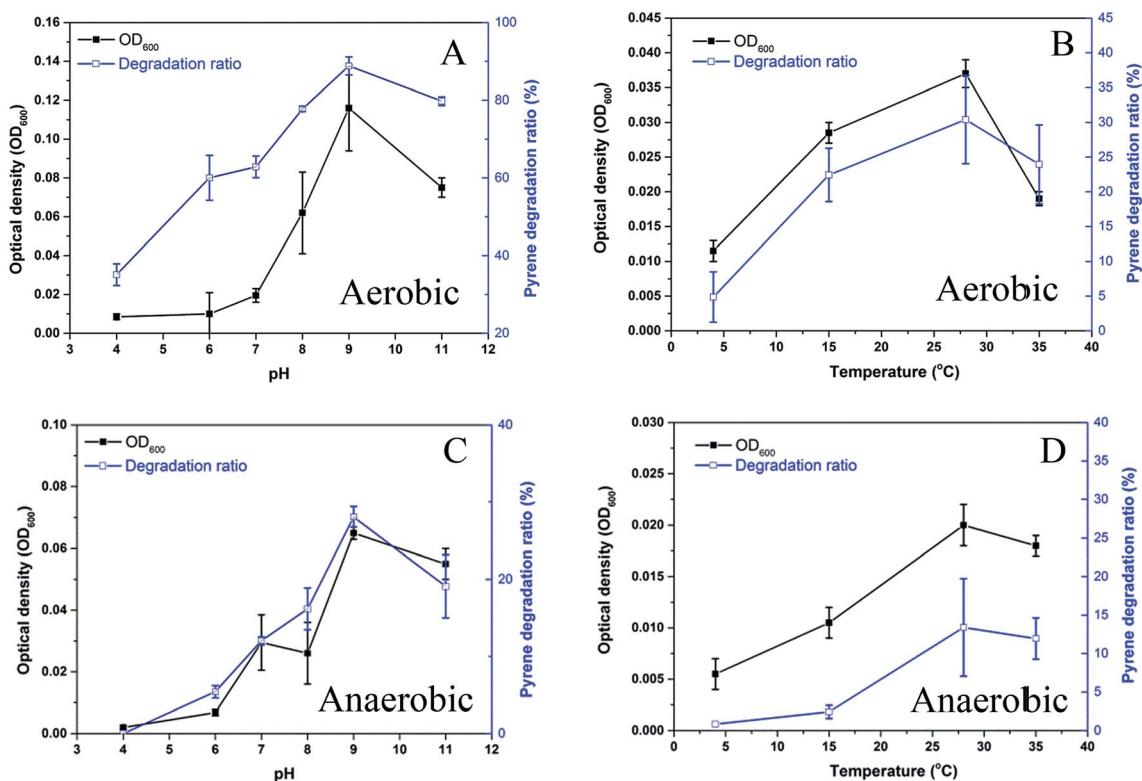 A
OD600
Degradation ratio
Optical density (OD600)
0.16
0.14
0.12
0.10
0.08
0.06
0.04
0.02
0.00
100
80
60
40
20
Pyrene degradation ratio (%)
Aerobic
3 4 5 6 7 8 9 10 11 12
pH
B
OD600
Degradation ratio
Optical density (OD600)
0.045
0.040
0.035
0.030
0.025
0.020
0.015
0.010
0.005
0.000
45
40
35
30
25
20
15
10
5
0
Pyrene degradation ratio (%)
Aerobic
0 5 10 15 20 25 30 35 40
Temperature (°C)
C
OD600
Degradation ratio
Optical density (OD600)
0.10
0.08
0.06
0.04
0.02
0.00
40
20
0
Pyrene degradation ratio (%)
Anaerobic
3 4 5 6 7 8 9 10 11 12
pH
D
OD600
Degradation ratio
Optical density (OD600)
0.030
0.025
0.020
0.015
0.010
0.005
0.000
40
35
30
25
20
15
10
5
0
Pyrene degradation ratio (%)
Anaerobic
0 5 10 15 20 25 30 35 40
Temperature (°C)